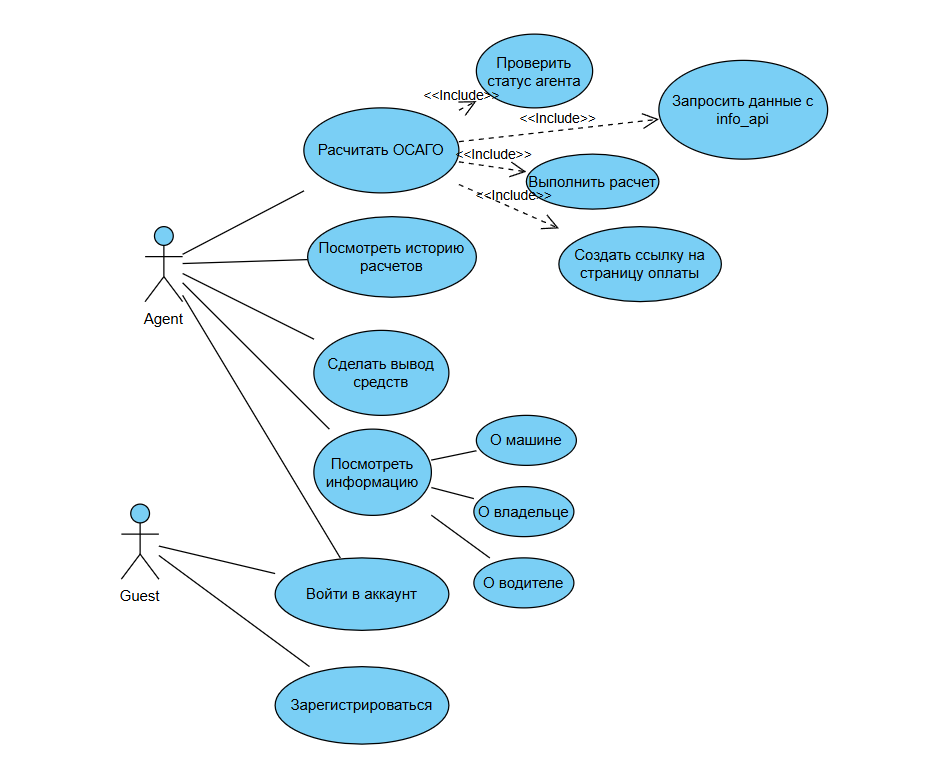 Проверить
статус агента
<<Include>>
Запросить данные с
info_api
<<Include>>
Расчитать ОСАГО
<<Include>>
Выполнить расчет
<<Include>>
Посмотреть историю
расчетов
Создать ссылку на
страницу оплаты
Agent
Сделать вывод
средств
О машине
Посмотреть
информацию
О владельце
О водителе
Guest
Войти в аккаунт
Зарегистрироваться